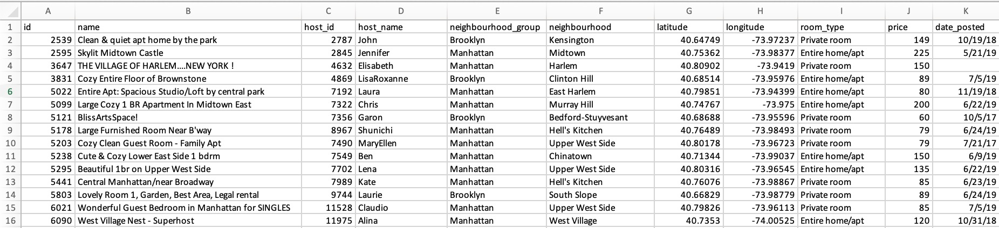 A B C D E F G H I J K
1 id name host_id host_name neighbourhood_group neighbourhood latitude longitude room_type price date_posted
2 2539 Clean & quiet apt home by the park 2787 John Brooklyn Kensington 40.64749 -73.97237 Private room 149 10/19/18
3 2595 Skylit Midtown Castle 2845 Jennifer Manhattan Midtown 40.75362 -73.98377 Entire home/apt 225 5/21/19
4 3647 THE VILLAGE OF HARLEM....NEW YORK ! 4632 Elisabeth Manhattan Harlem 40.80902 -73.9419 Private room 150
5 3831 Cozy Entire Floor of Brownstone 4869 LisaRoxanne Brooklyn Clinton Hill 40.68514 -73.95976 Entire home/apt 89 7/5/19
6 5022 Entire Apt: Spacious Studio/Loft by central park 7192 Laura Manhattan East Harlem 40.79851 -73.94399 Entire home/apt 80 11/19/18
7 5099 Large Cozy 1 BR Apartment In Midtown East 7322 Chris Manhattan Murray Hill 40.74767 -73.975 Entire home/apt 200 6/22/19
8 5121 BlissArtsSpace! 7356 Garon Brooklyn Bedford-Stuyvesant 40.68688 -73.95596 Private room 60 10/5/17
9 5178 Large Furnished Room Near B'way 8967 Shunichi Manhattan Hell's Kitchen 40.76489 -73.98493 Private room 79 6/24/19
10 5203 Cozy Clean Guest Room - Family Apt 7490 MaryEllen Manhattan Upper West Side 40.80178 -73.96723 Private room 79 7/21/17
11 5238 Cute & Cozy Lower East Side 1 bdrm 7549 Ben Manhattan Chinatown 40.71344 -73.99037 Entire home/apt 150 6/9/19
12 5295 Beautiful 1br on Upper West Side 7702 Lena Manhattan Upper West Side 40.80316 -73.96545 Entire home/apt 135 6/22/19
13 5441 Central Manhattan/near Broadway 7989 Kate Manhattan Hell's Kitchen 40.76076 -73.98867 Private room 85 6/23/19
14 5803 Lovely Room 1, Garden, Best Area, Legal rental 9744 Laurie Brooklyn South Slope 40.66829 -73.98779 Private room 89 6/24/19
15 6021 Wonderful Guest Bedroom in Manhattan for SINGLES 11528 Claudio Manhattan Upper West Side 40.79826 -73.96113 Private room 85 7/5/19
16 6090 West Village Nest - Superhost 11975 Alina Manhattan West Village 40.7353 -74.00525 Entire home/apt 120 10/31/18